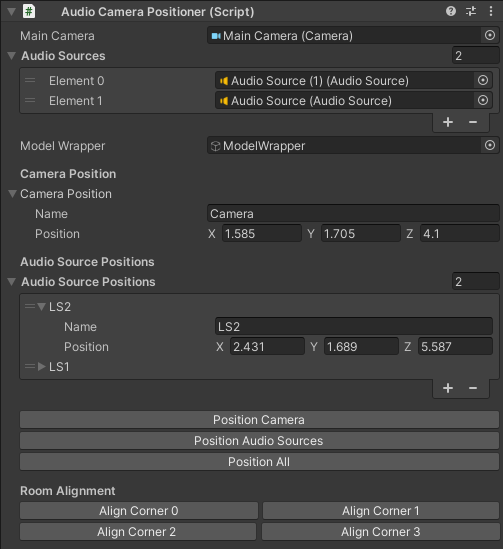 Audio Camera Positioner (Script)
Main Camera Main Camera (Camera)
Audio Sources 2
Element 0 Audio Source (1) (Audio Source)
Element 1 Audio Source (Audio Source)
+ −
Model Wrapper ModelWrapper
Camera Position
Camera Position
Name Camera
Position X 1.585 Y 1.705 Z 4.1
Audio Source Positions
Audio Source Positions 2
LS2
Name LS2
Position X 2.431 Y 1.689 Z 5.587
LS1
+ −
Position Camera
Position Audio Sources
Position All
Room Alignment
Align Corner 0 Align Corner 1
Align Corner 2 Align Corner 3